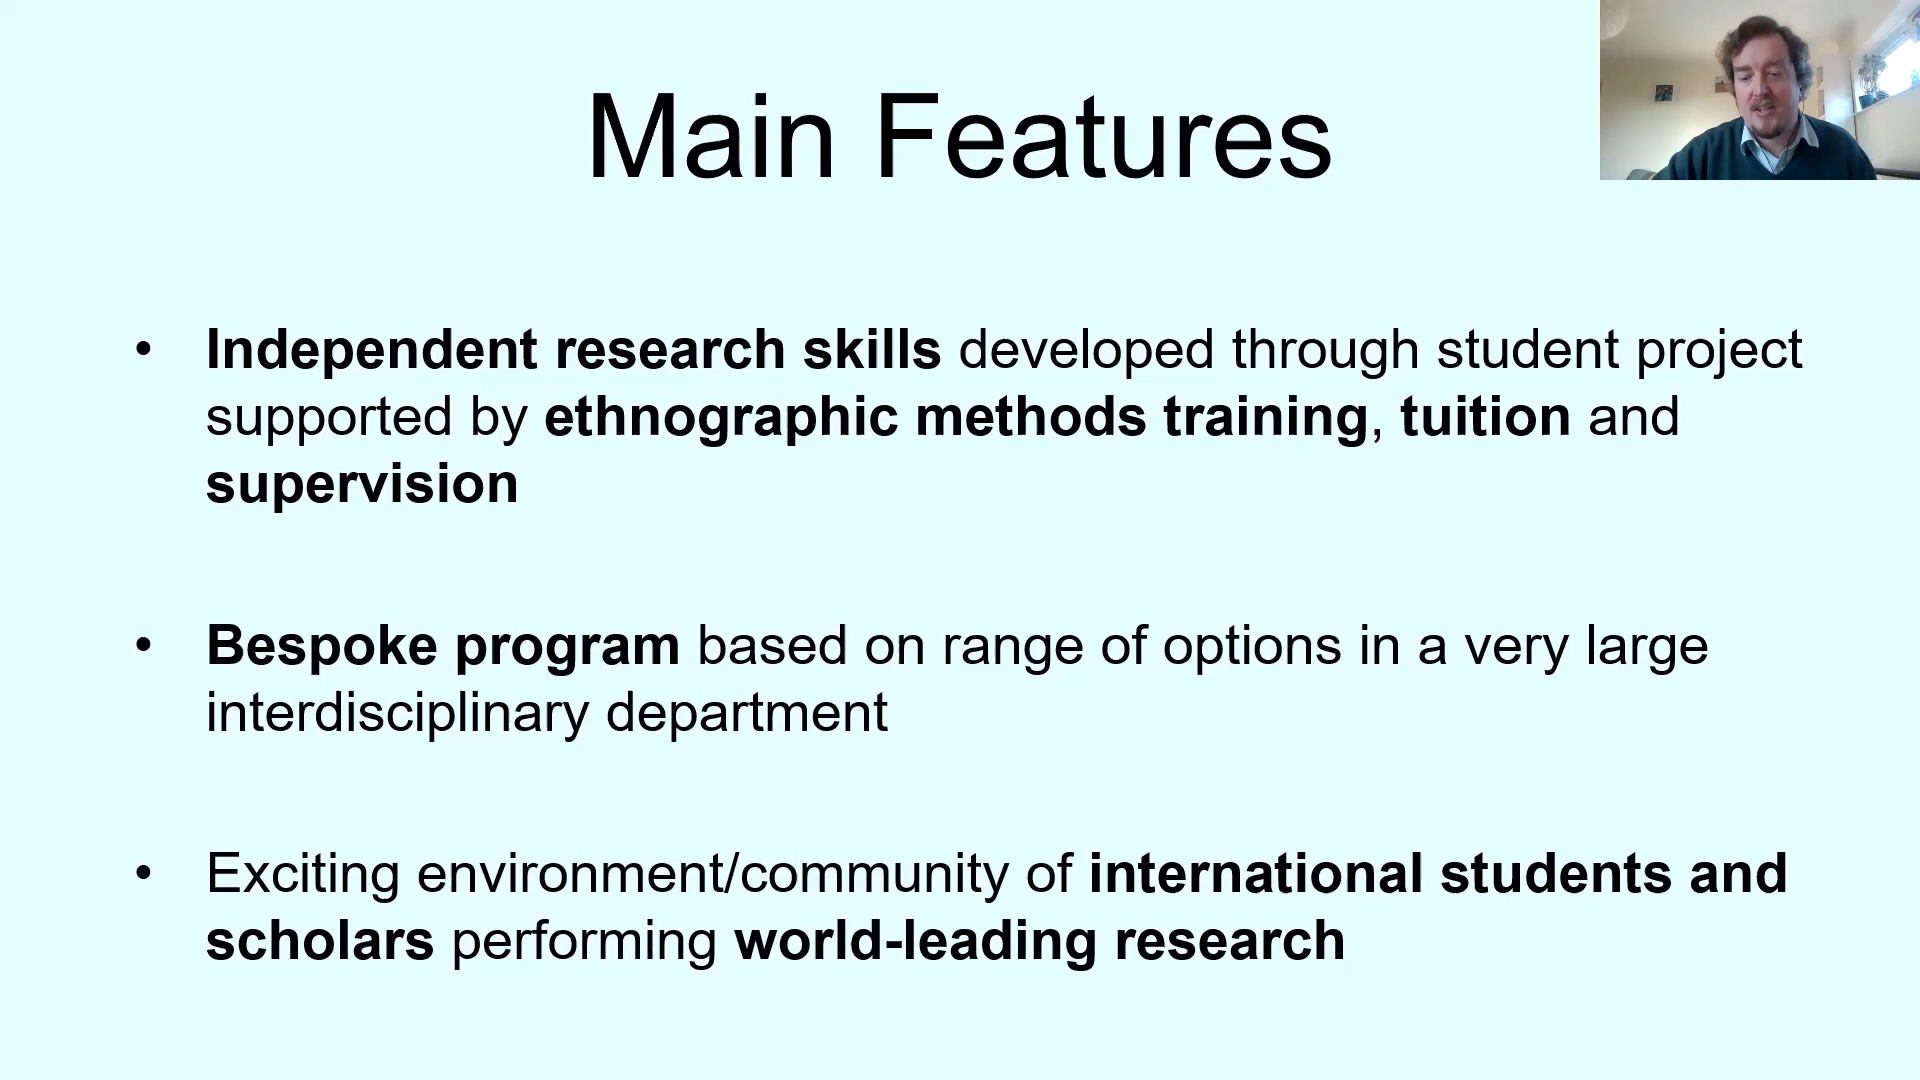 Main Features
• Independent research skills developed through student project
supported by ethnographic methods training, tuition and
supervision
• Bespoke program based on range of options in a very large
interdisciplinary department
• Exciting environment/community of international students and
scholars performing world-leading research